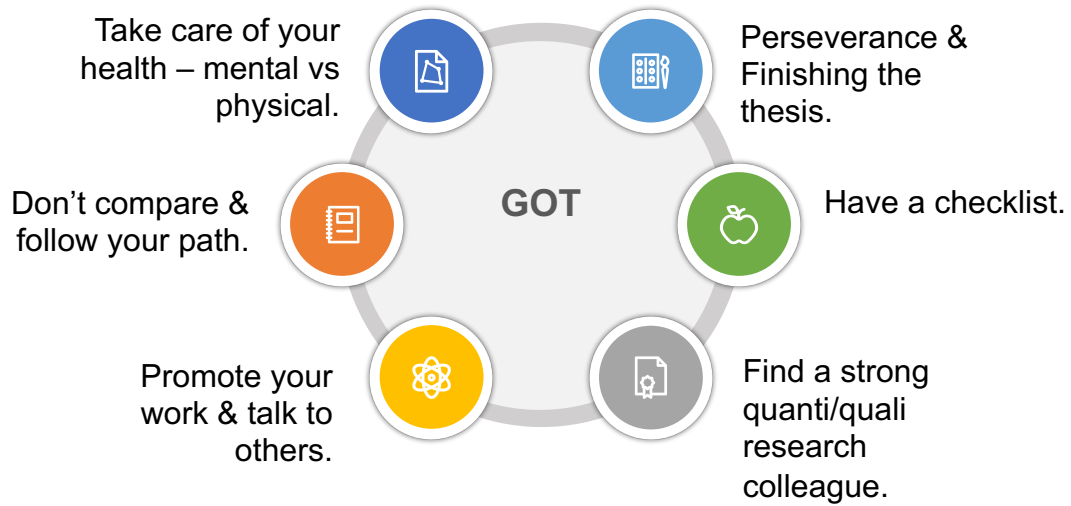 Take care of your
health – mental vs
physical.
Perseverance &
Finishing the
thesis.
GOT
Don’t compare &
follow your path.
Have a checklist.
Promote your
work & talk to
others.
Find a strong
quanti/quali
research
colleague.